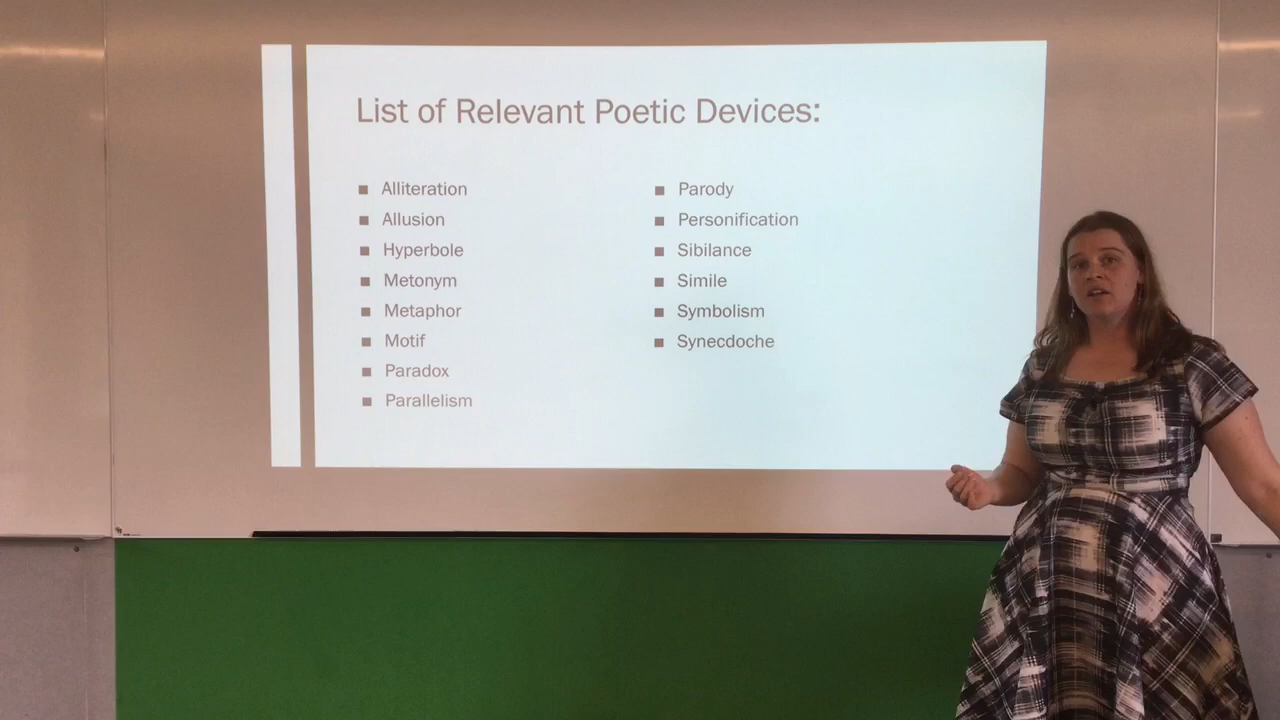 List of Relevant Poetic Devices:
Alliteration
Allusion
Hyperbole
Metonym
Metaphor
Motif
Paradox
Parallelism
Parody
Personification
Sibilance
Simile
Symbolism
Synecdoche